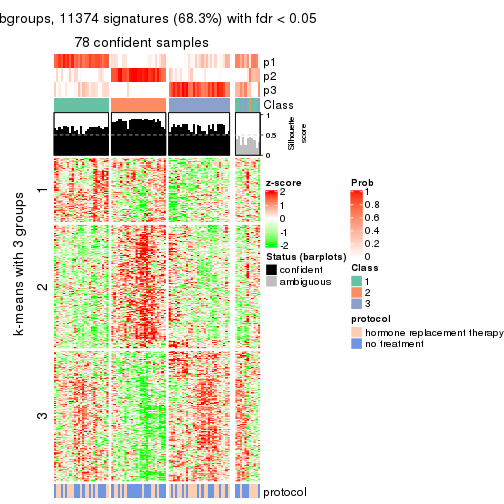 bgroups, 11374 signatures (68.3%) with fdr < 0.05
78 confident samples
p1
p2
p3
Class
1
0.5
0
Silhouette
score
k-means with 3 groups
1
2
3
z-score
2
1
0
-1
-2
Status (barplots)
confident
ambiguous
Prob
1
0.8
0.6
0.4
0.2
0
Class
1
2
3
protocol
hormone replacement therapy
no treatment
protocol